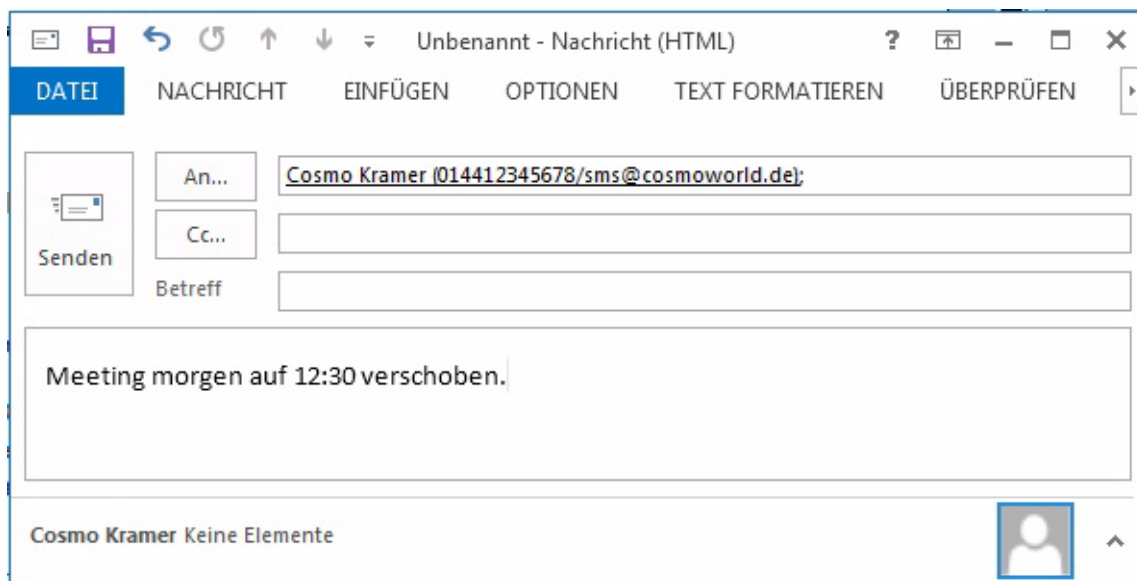 Unbenannt - Nachricht (HTML) ?
DATEI NACHRICHT EINFÜGEN OPTIONEN TEXT FORMATIEREN ÜBERPRÜFEN
An... Cosmo Kramer (014412345678/sms@cosmoworld.de);
Cc...
Senden
Betreff
Meeting morgen auf 12:30 verschoben.
Cosmo Kramer Keine Elemente